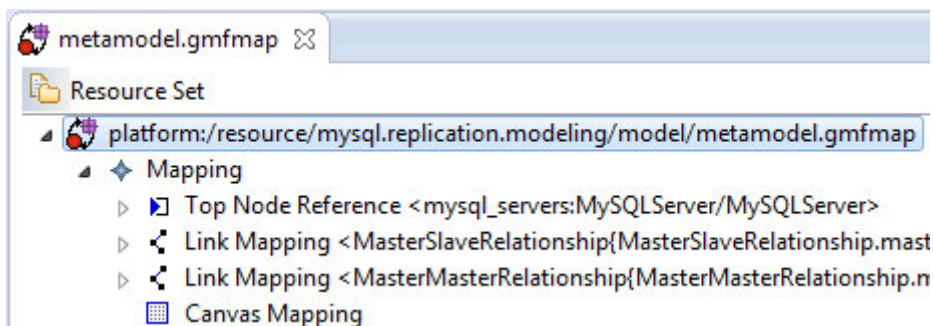 metamodel.gmfmap
Resource Set
platform:/resource/mysql.replication.modeling/model/metamodel.gmfmap
Mapping
Top Node Reference <mysql_servers:MySQLServer/MySQLServer>
Link Mapping <MasterSlaveRelationship{MasterSlaveRelationship.mast
Link Mapping <MasterMasterRelationship{MasterMasterRelationship.m
Canvas Mapping